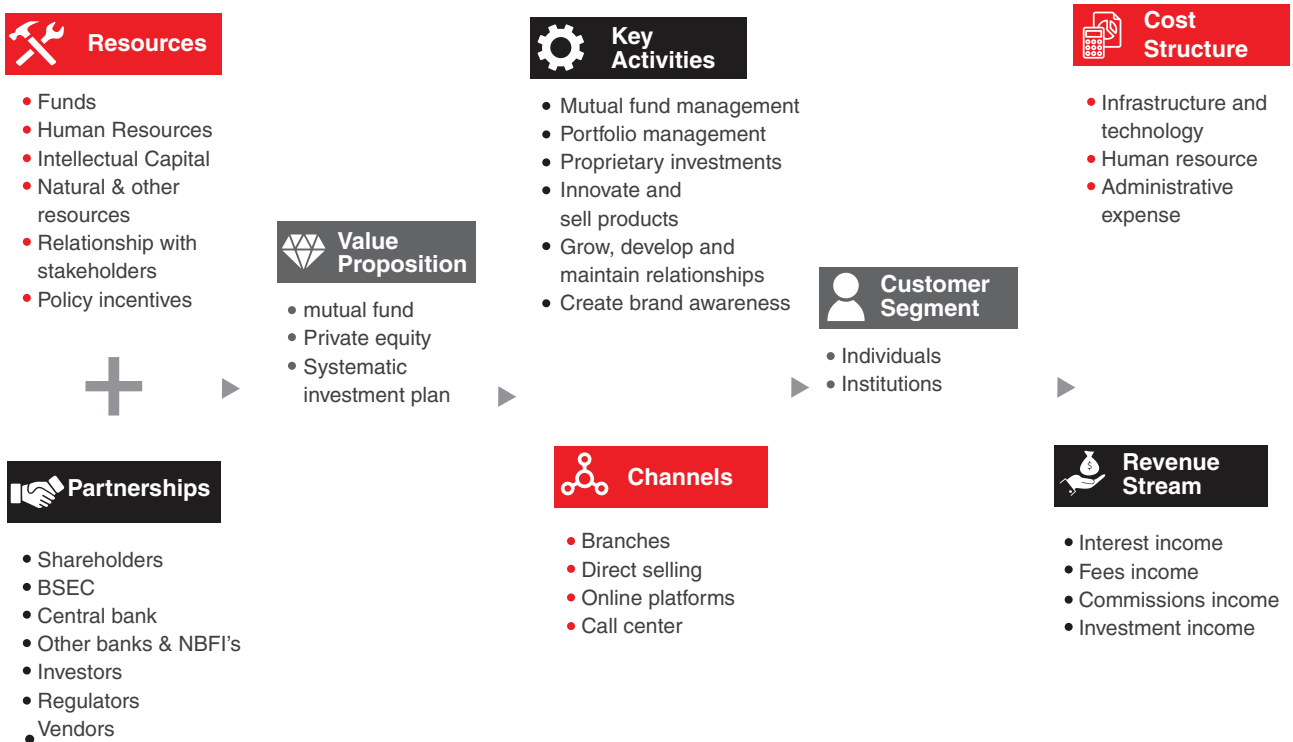 Resources
Funds
Human Resources
Intellectual Capital
Natural & other
resources
Relationship with
stakeholders
Policy incentives
Partnerships
Shareholders
BSEC
Central bank
Other banks & NBFI's
Investors
Regulators
Vendors
Value
Proposition
mutual fund
Private equity
Systematic
investment plan
Key
Activities
Mutual fund management
Portfolio management
Proprietary investments
Innovate and
sell products
Grow, develop and
maintain relationships
Create brand awareness
Channels
Branches
Direct selling
Online platforms
Call center
Customer
Segment
Individuals
Institutions
Cost
Structure
Infrastructure and
technology
Human resource
Administrative
expense
Revenue
Stream
Interest income
Fees income
Commissions income
Investment income